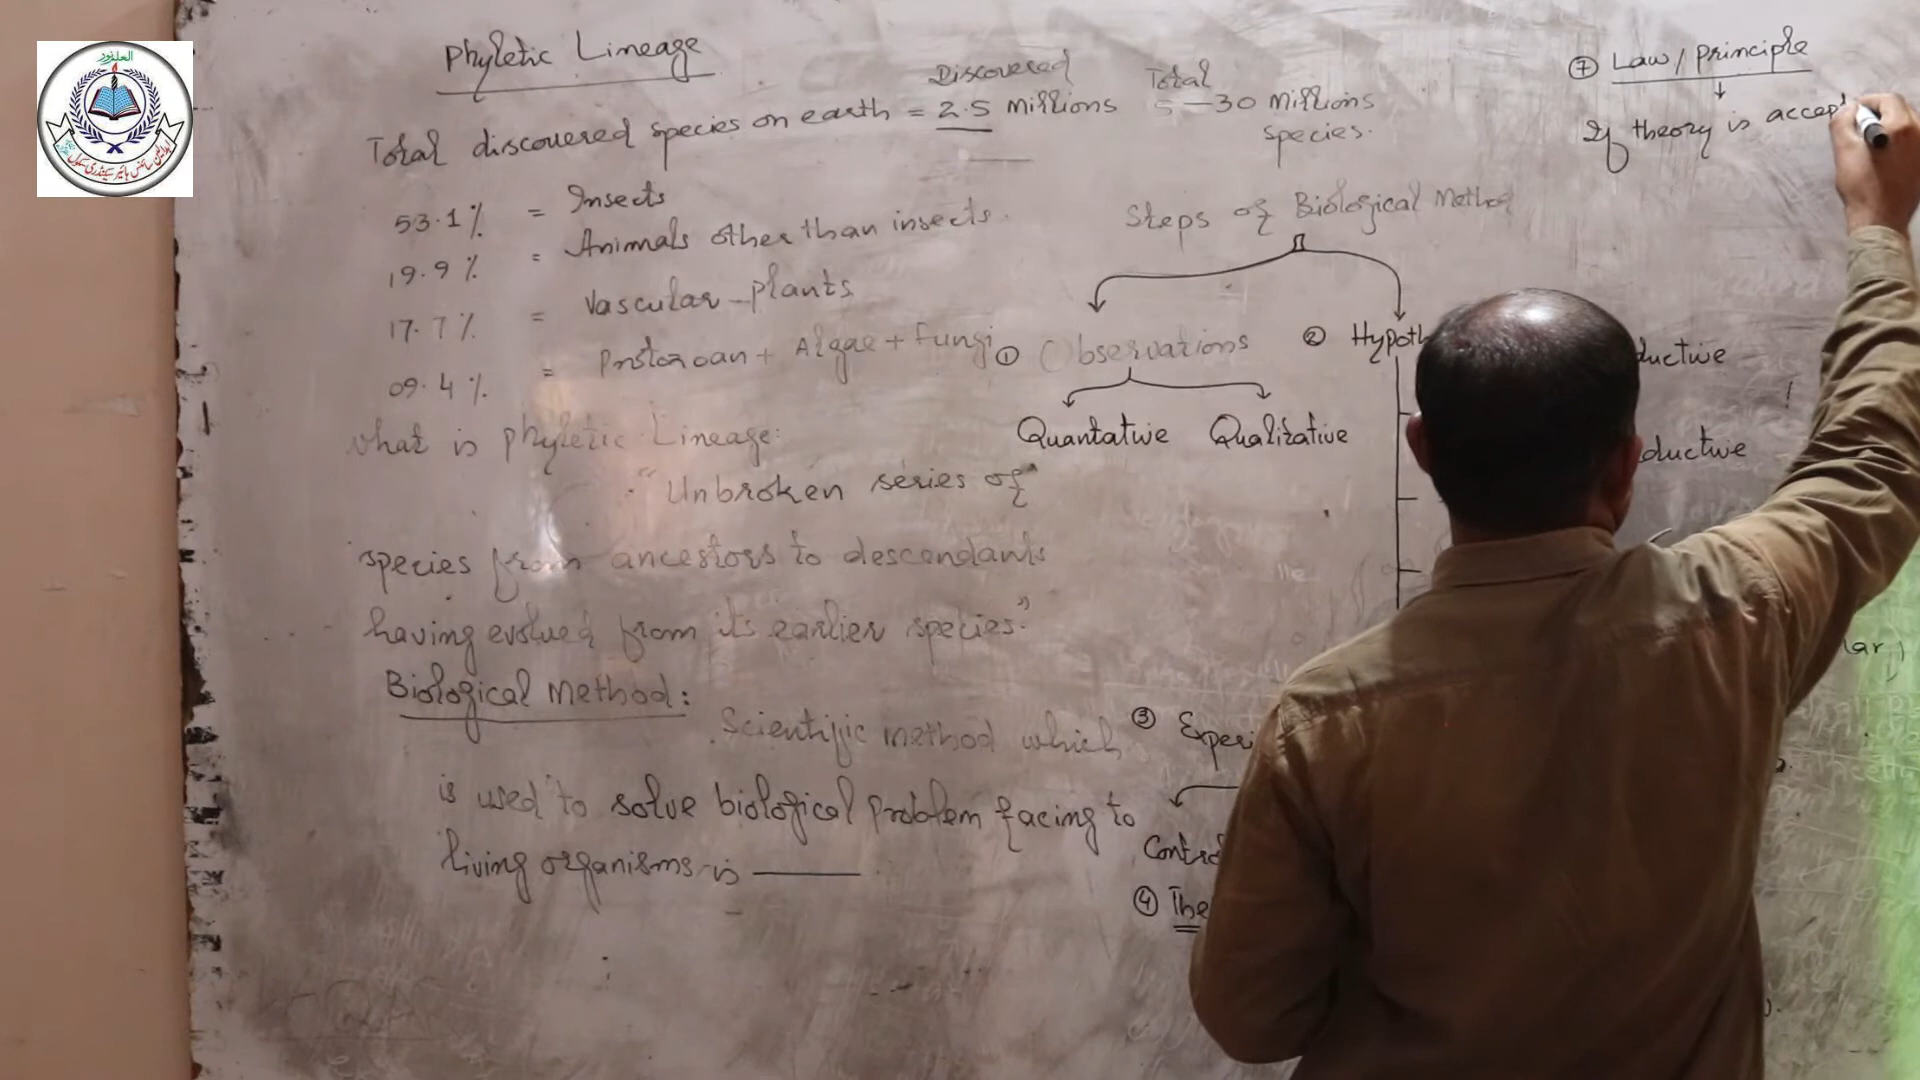 Phyletic Lineage
Discovered Total
Total discovered species on earth = 2.5 Millions 5-30 Millions
species.
53.1% = Insects
19.9% = Animals other than insects.
17.7% = Vascular plants
09.4% = Protozoan + Algae + Fungi
What is Phyletic Lineage:
"Unbroken series of
species from ancestors to descendants
having evolved from its earlier species."
Biological Method:
Scientific method which
is used to solve biological problem facing to
living organisms is ———
Steps of Biological Method
① Observations ② Hypoth
Quantative Qualitative
ductive
ductive
③ Experi
Contro
④ The
⑦ Law / Principle
If theory is accept
lar)